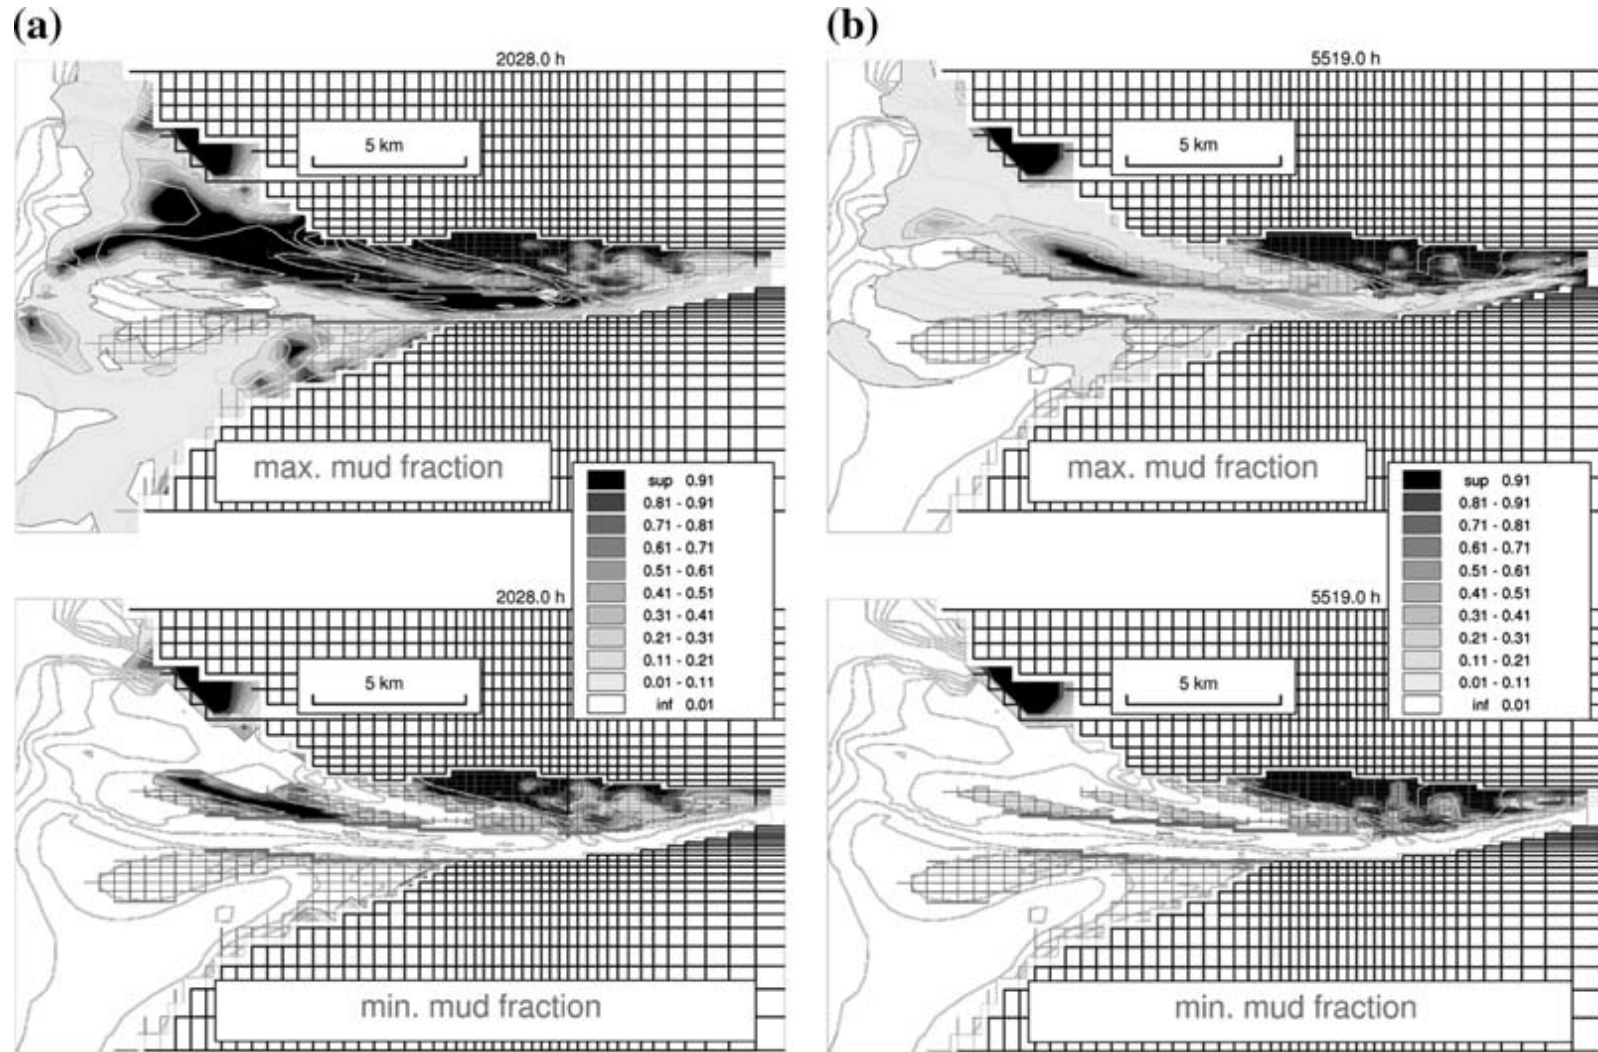 (a)
(b)
2028.0 h
5 km
max. mud fraction
sup 0.91
0.81 - 0.91
0.71 - 0.81
0.61 - 0.71
0.51 - 0.61
0.41 - 0.51
0.31 - 0.41
0.21 - 0.31
0.11 - 0.21
0.01 - 0.11
inf 0.01
2028.0 h
5 km
min. mud fraction
5519.0 h
5 km
max. mud fraction
sup 0.91
0.81 - 0.91
0.71 - 0.81
0.61 - 0.71
0.51 - 0.61
0.41 - 0.51
0.31 - 0.41
0.21 - 0.31
0.11 - 0.21
0.01 - 0.11
inf 0.01
5519.0 h
5 km
min. mud fraction